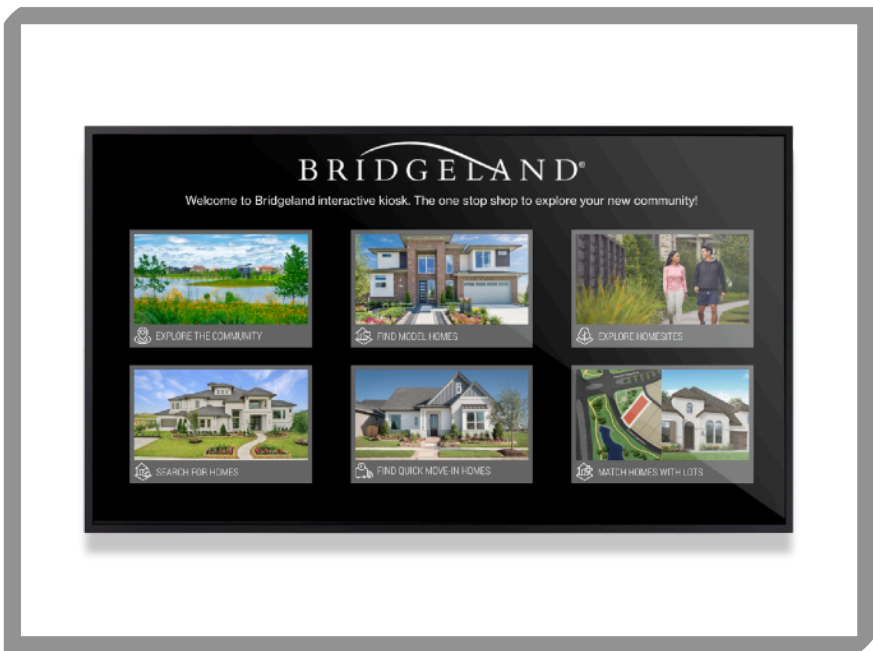 BRIDGELAND®
Welcome to Bridgeland interactive kiosk. The one stop shop to explore your new community!
EXPLORE THE COMMUNITY
FIND MODEL HOMES
EXPLORE HOMESITES
SEARCH FOR HOMES
FIND QUICK MOVE-IN HOMES
MATCH HOMES WITH LOTS